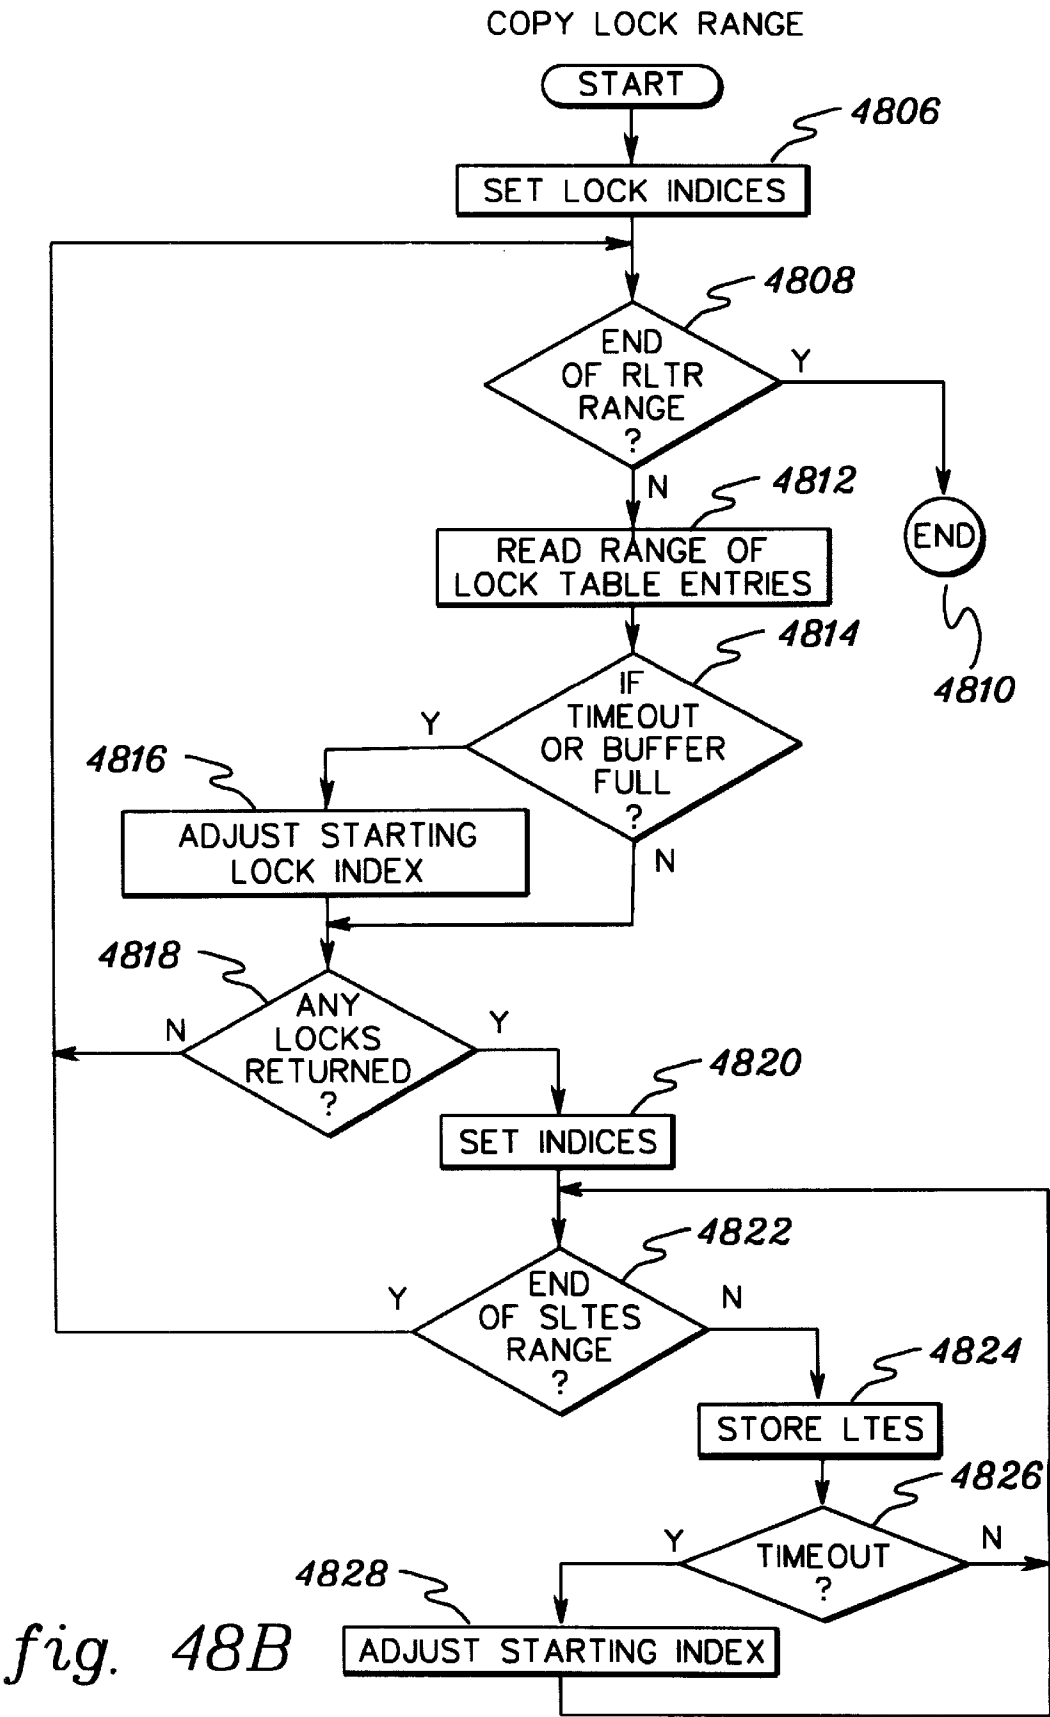 COPY LOCK RANGE
START
4806
SET LOCK INDICES
4808
END
OF RLTR
RANGE
?
Y
N
4812
READ RANGE OF
LOCK TABLE ENTRIES
END
4810
4814
IF
TIMEOUT
OR BUFFER
FULL
?
Y
N
4816
ADJUST STARTING
LOCK INDEX
4818
ANY
LOCKS
RETURNED
?
N
Y
4820
SET INDICES
4822
END
OF SLTES
RANGE
?
Y
N
4824
STORE LTES
4826
TIMEOUT
?
Y
N
4828
ADJUST STARTING INDEX
fig. 48B